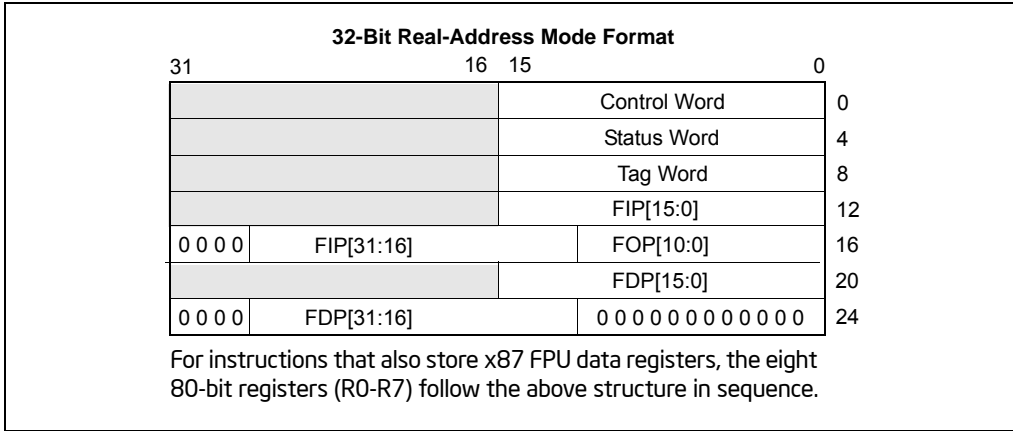 32-Bit Real-Address Mode Format
31 16 15 0
Control Word 0
Status Word 4
Tag Word 8
FIP[15:0] 12
0 0 0 0 FIP[31:16] FOP[10:0] 16
FDP[15:0] 20
0 0 0 0 FDP[31:16] 0 0 0 0 0 0 0 0 0 0 0 0 24
For instructions that also store x87 FPU data registers, the eight
80-bit registers (R0-R7) follow the above structure in sequence.